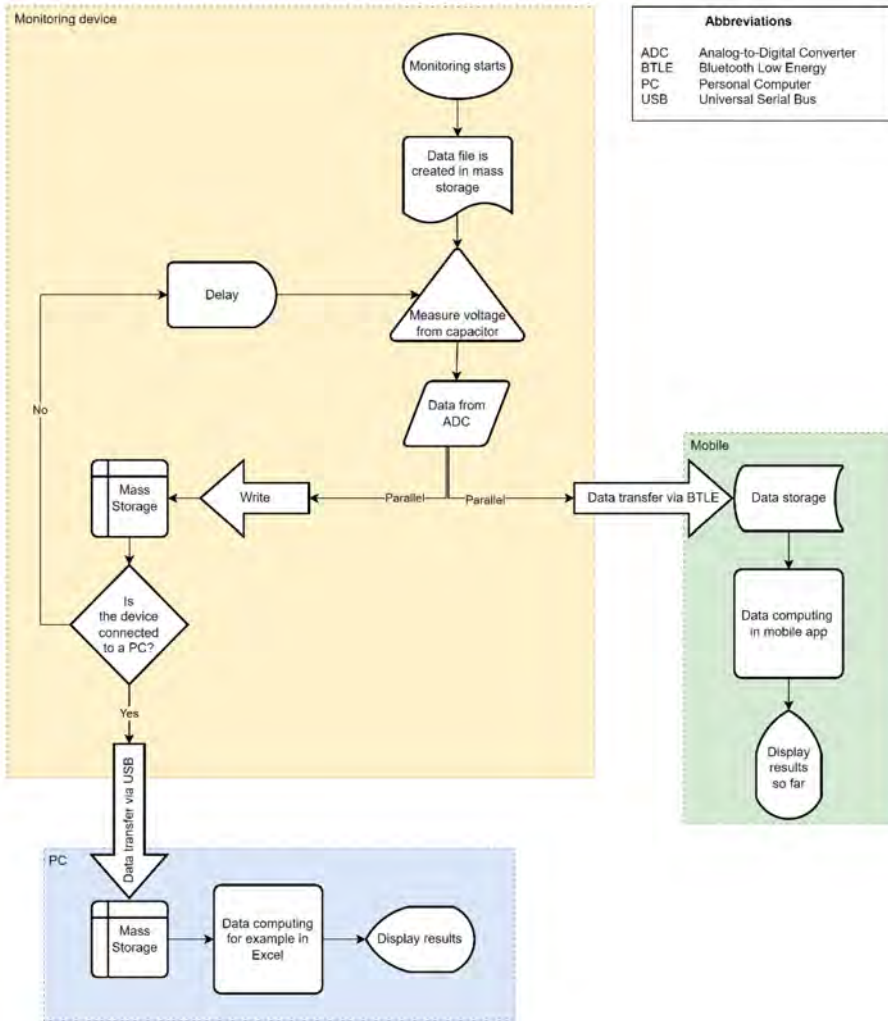 Monitoring device
Abbreviations
ADC Analog-to-Digital Converter
BTLE Bluetooth Low Energy
PC Personal Computer
USB Universal Serial Bus
Monitoring starts
Data file is
created in mass
storage
Delay
Measure voltage
from capacitor
Data from
ADC
No
Mass
Storage
Write
Parallel
Parallel
Data transfer via BTLE
Mobile
Data storage
Is
the device
connected
to a PC?
Data computing
in mobile app
Yes
Display
results
so far
Data transfer via USB
PC
Mass
Storage
Data computing
for example in
Excel
Display results